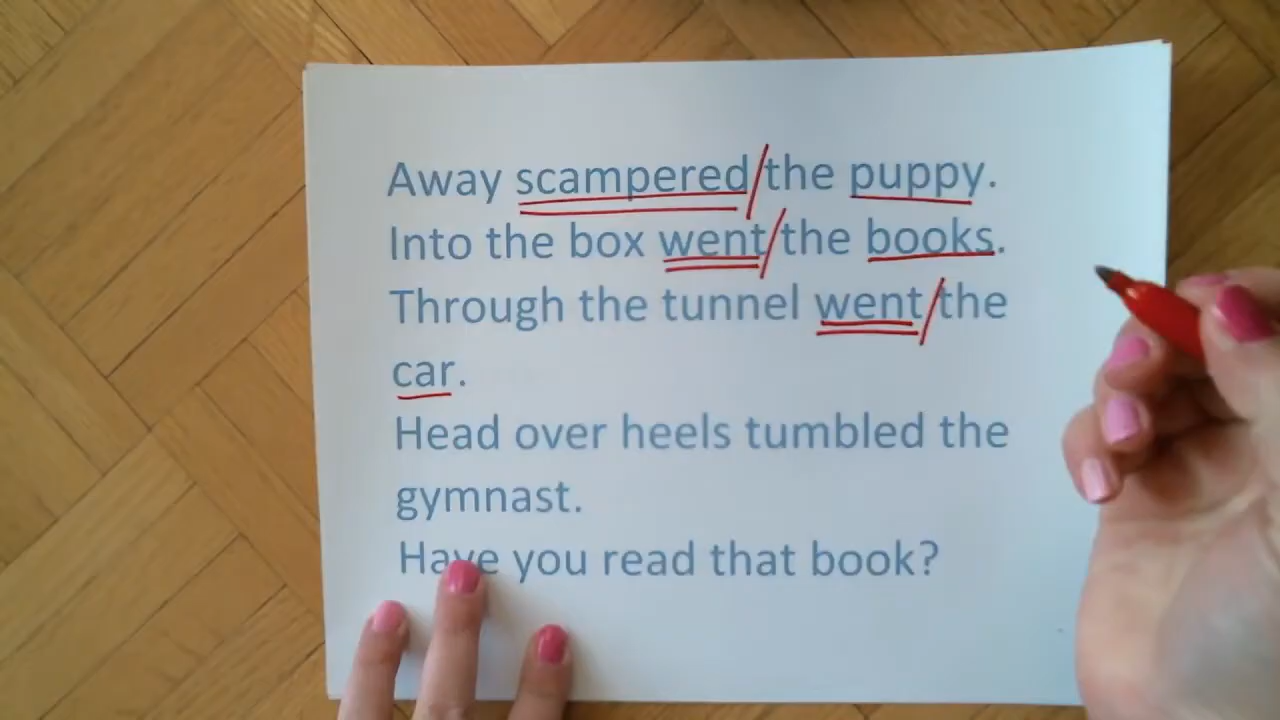 Away scampered the puppy.
Into the box went the books.
Through the tunnel went the
car.
Head over heels tumbled the
gymnast.
Have you read that book?